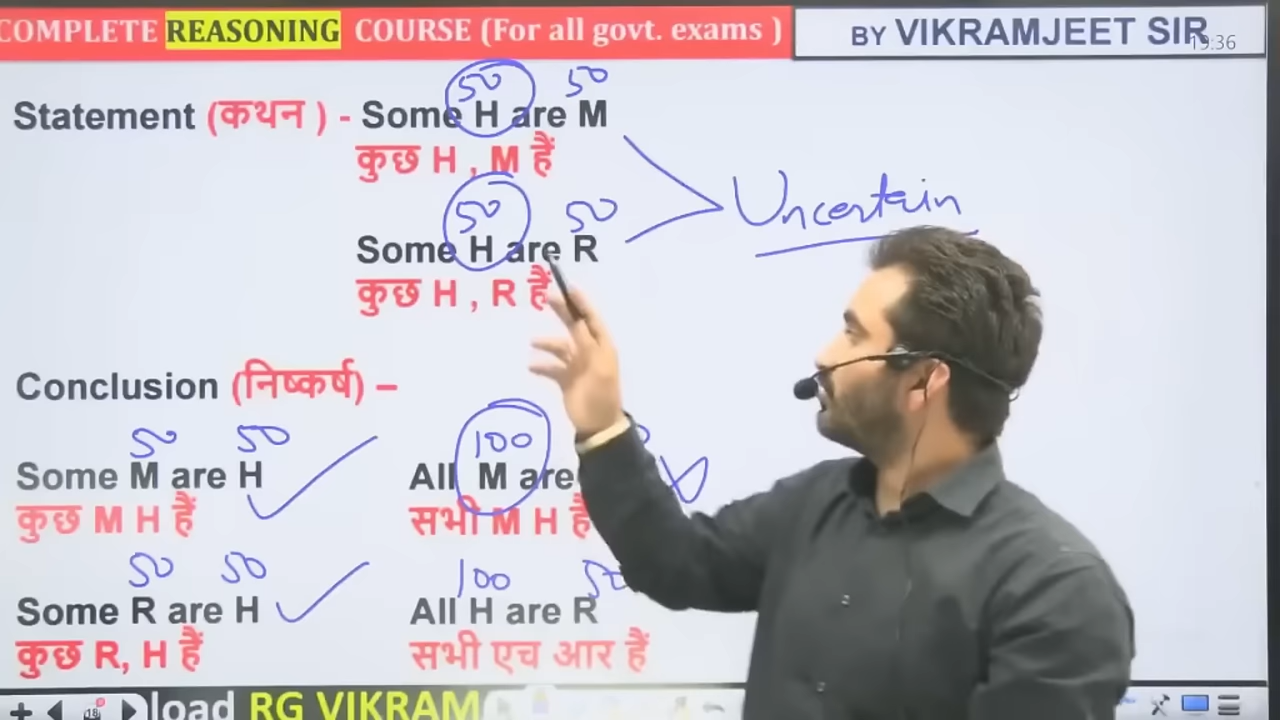 COMPLETE REASONING COURSE (For all govt. exams )
BY VIKRAMJEET SIR
19:36
50 50
Statement (कथन ) - Some H are M
कुछ H , M हैं
Uncertain
50 50
Some H are R
कुछ H , R हैं
Conclusion (निष्कर्ष) –
50 50 100
Some M are H All M are
कुछ M H हैं सभी M H हैं
50 50 100 50
Some R are H All H are R
कुछ R, H हैं सभी एच आर हैं
load RG VIKRAM